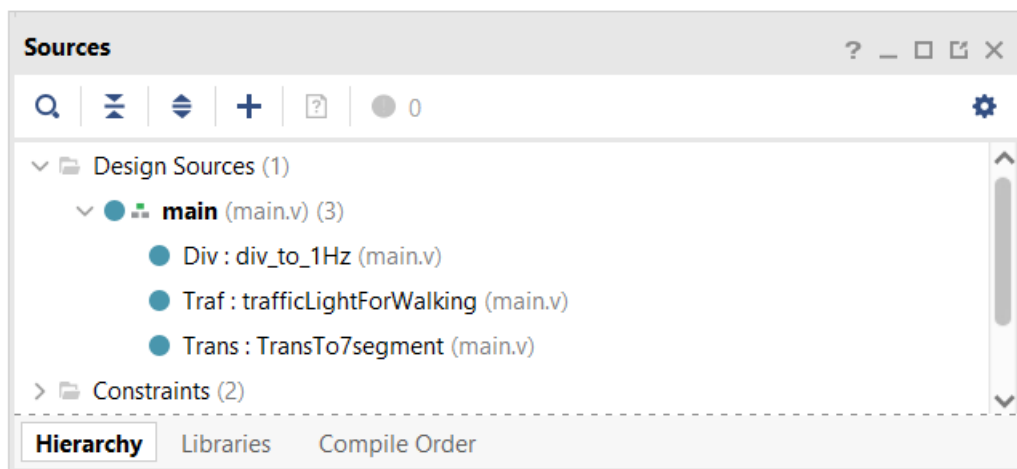 Sources
0
Design Sources (1)
main (main.v) (3)
Div : div_to_1Hz (main.v)
Traf : trafficLightForWalking (main.v)
Trans : TransTo7segment (main.v)
Constraints (2)
Hierarchy Libraries Compile Order